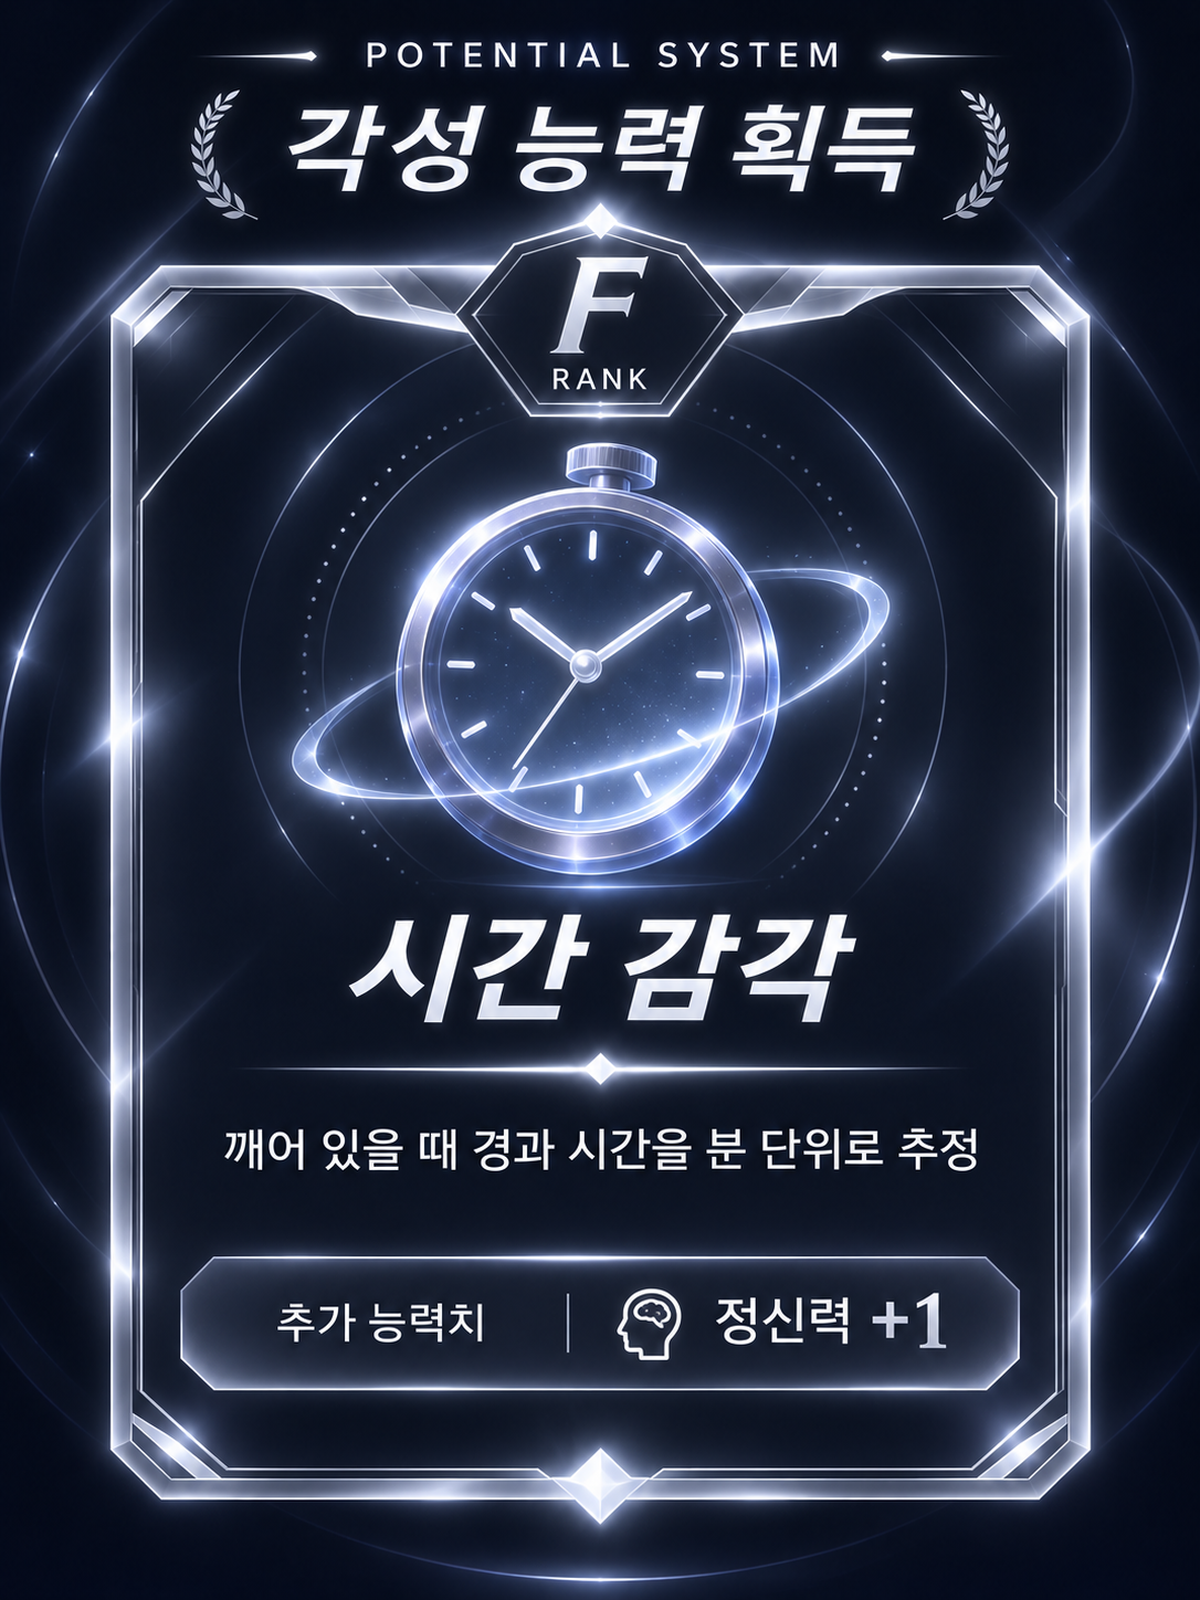 POTENTIAL SYSTEM
각성 능력 획득
F
RANK
시간 감각
깨어 있을 때 경과 시간을 분 단위로 추정
추가 능력치
정신력 +1